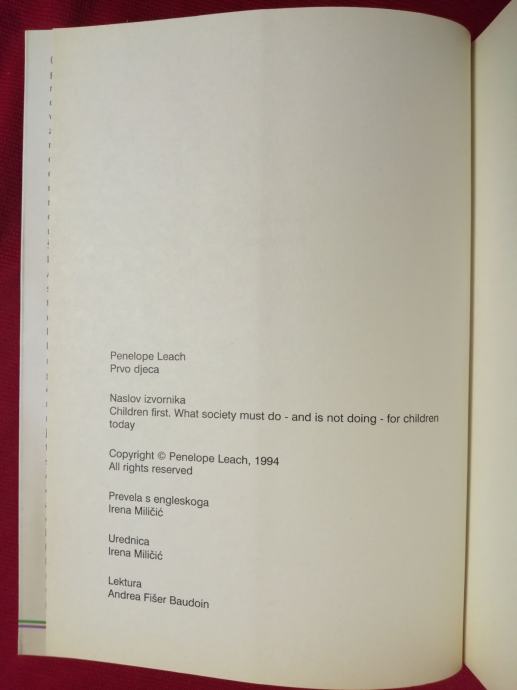 Penelope Leach
Prvo djeca
Naslov izvornika
Children first. What society must do - and is not doing - for children
today
Copyright © Penelope Leach, 1994
All rights reserved
Prevela s engleskoga
Irena Miličić
Urednica
Irena Miličić
Lektura
Andrea Fišer Baudoin